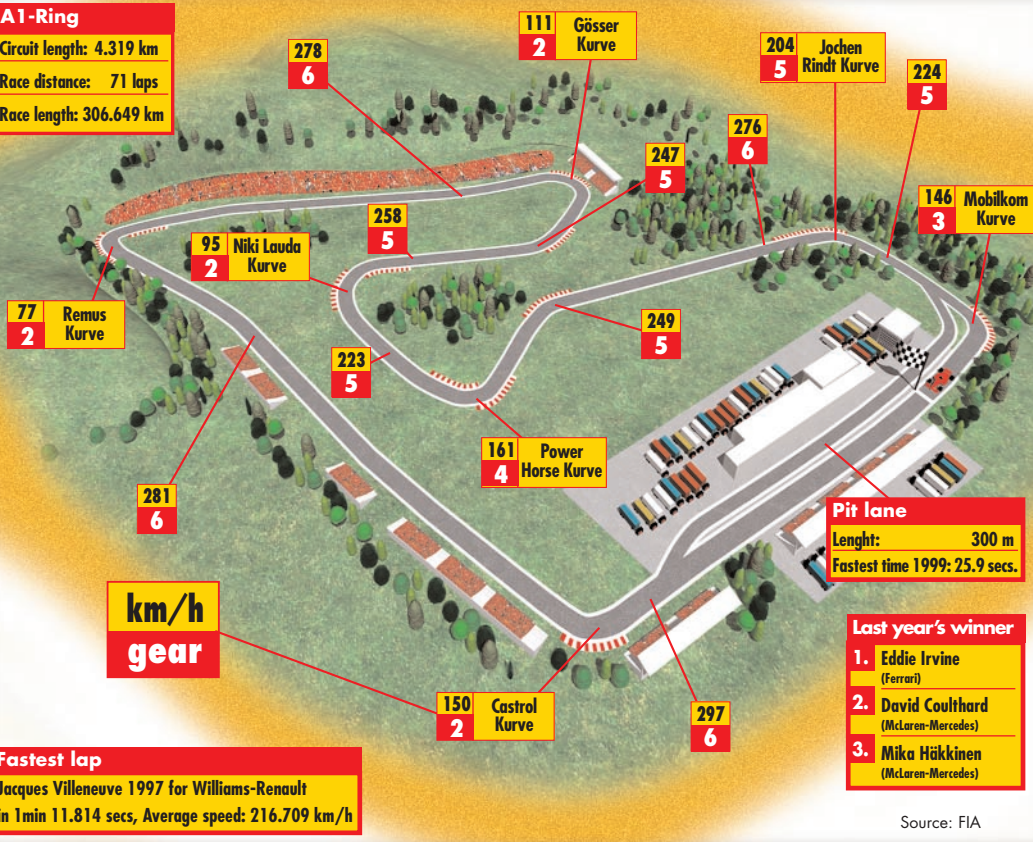 A1-Ring
Circuit length: 4.319 km
Race distance: 71 laps
Race length: 306.649 km
278
6
111
2
Gösser
Kurve
204
5
Jochen
Rindt Kurve
224
5
276
6
247
5
146
3
Mobilkom
Kurve
258
5
95
2
Niki Lauda
Kurve
77
2
Remus
Kurve
249
5
223
5
161
4
Power
Horse Kurve
281
6
Pit lane
Lenght: 300 m
Fastest time 1999: 25.9 secs.
km/h
gear
150
2
Castrol
Kurve
297
6
Last year's winner
1. Eddie Irvine
(Ferrari)
2. David Coulthard
(McLaren-Mercedes)
3. Mika Häkkinen
(McLaren-Mercedes)
Fastest lap
Jacques Villeneuve 1997 for Williams-Renault
in 1min 11.814 secs, Average speed: 216.709 km/h
Source: FIA